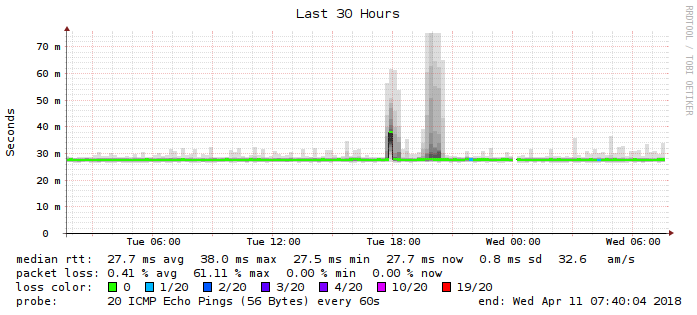 Last 30 Hours
RRDTOOL / TOBI OETIKER
Seconds
70 m
60 m
50 m
40 m
30 m
20 m
10 m
0
Tue 06:00 Tue 12:00 Tue 18:00 Wed 00:00 Wed 06:00
median rtt: 27.7 ms avg 38.0 ms max 27.5 ms min 27.7 ms now 0.8 ms sd 32.6 am/s
packet loss: 0.41 % avg 61.11 % max 0.00 % min 0.00 % now
loss color: 0 1/20 2/20 3/20 4/20 10/20 19/20
probe: 20 ICMP Echo Pings (56 Bytes) every 60s end: Wed Apr 11 07:40:04 2018